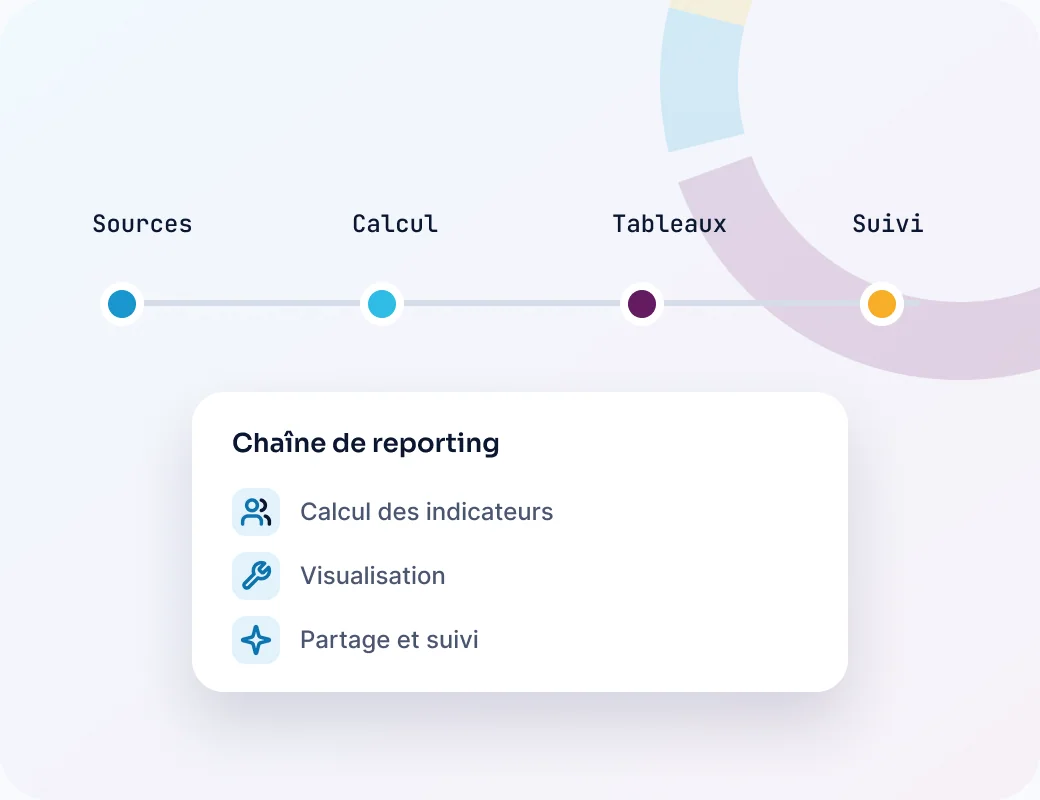 Sources Calcul Tableaux Suivi
Chaîne de reporting
Calcul des indicateurs
Visualisation
Partage et suivi